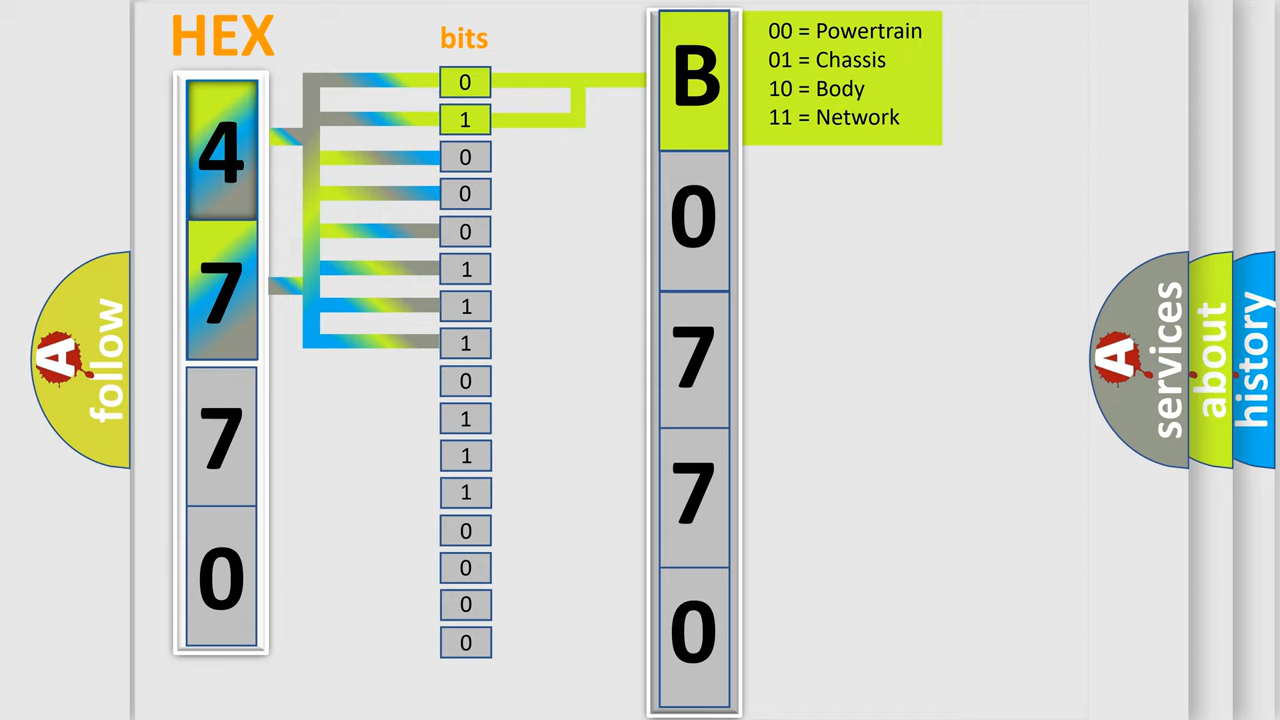 HEX
bits
4
7
7
0
0
1
0
0
0
1
1
1
0
1
1
1
0
0
0
0
B
0
7
7
0
00 = Powertrain
01 = Chassis
10 = Body
11 = Network
A
follow
A
services
about
history